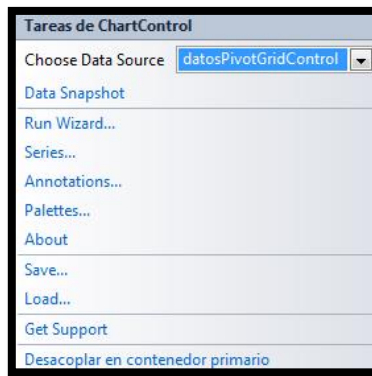 Tareas de ChartControl
Choose Data Source datosPivotGridControl
Data Snapshot
Run Wizard...
Series...
Annotations...
Palettes...
About
Save...
Load...
Get Support
Desacoplar en contenedor primario